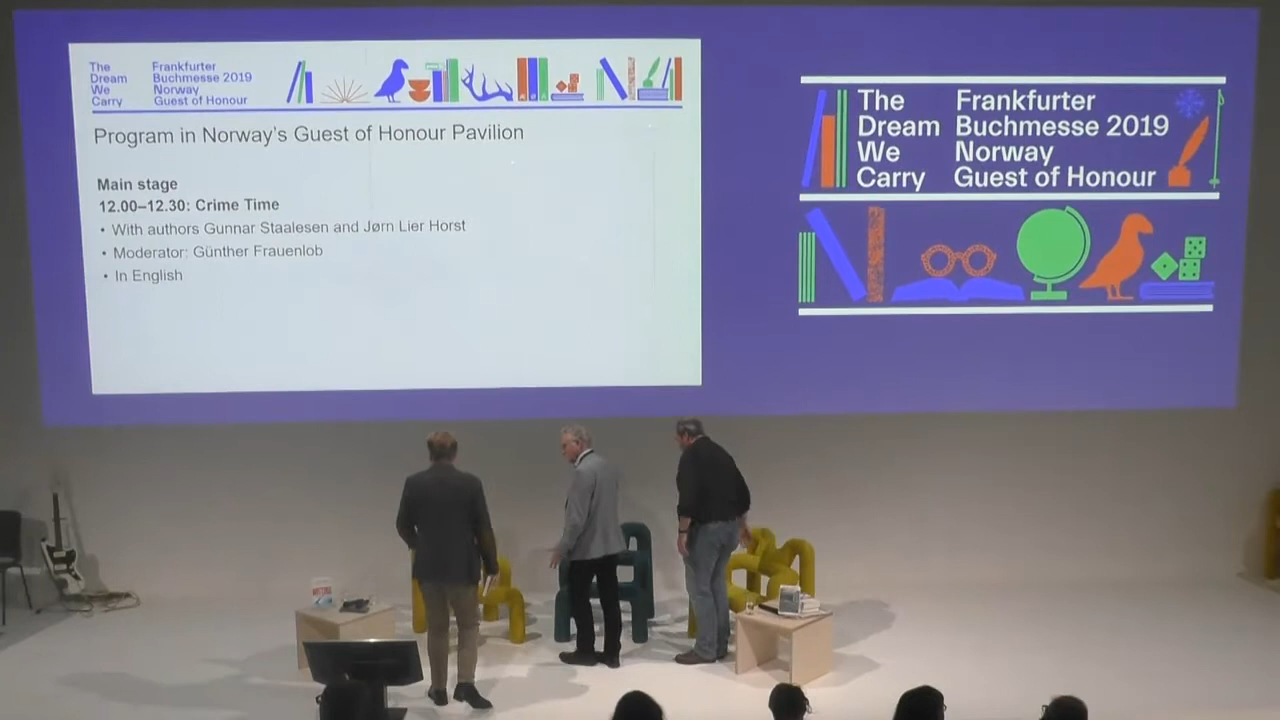 The Dream We Carry
Frankfurter Buchmesse 2019 Norway Guest of Honour
Program in Norway's Guest of Honour Pavilion
Main stage
12.00–12.30: Crime Time
• With authors Gunnar Staalesen and Jørn Lier Horst
• Moderator: Günther Frauenlob
• In English
The
Dream
We
Carry
Frankfurter
Buchmesse 2019
Norway
Guest of Honour